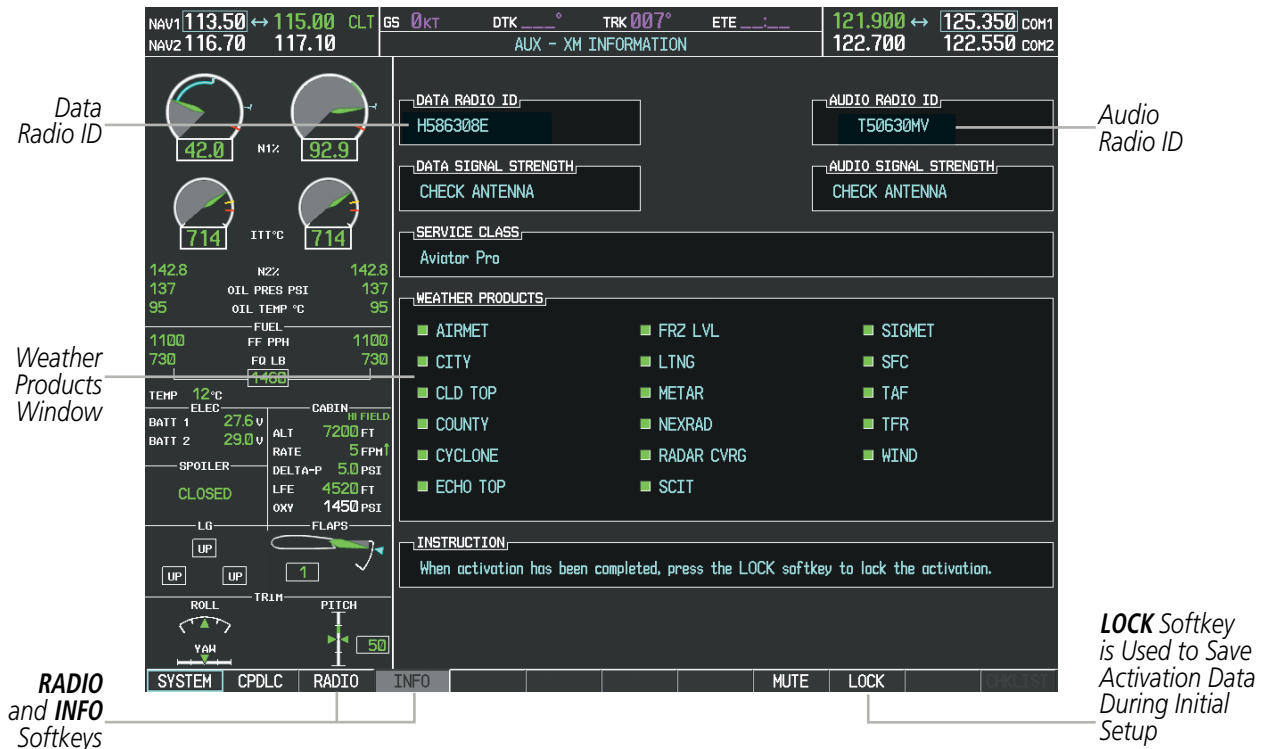 NAV1 113.50 ↔ 115.00 CLT
NAV2 116.70 117.10
GS 0KT DTK ___° TRK 007° ETE __:__
AUX - XM INFORMATION
121.900 ↔ 125.350 COM1
122.700 122.550 COM2
Data
Radio ID
Audio
Radio ID
Weather
Products
Window
RADIO
and INFO
Softkeys
LOCK Softkey
is Used to Save
Activation Data
During Initial
Setup
42.0 N1% 92.9
714 ITT°C 714
142.8 N2% 142.8
137 OIL PRES PSI 137
95 OIL TEMP °C 95
FUEL
1100 FF PPH 1100
730 FQ LB 730
1460
TEMP 12°C
ELEC
BATT 1 27.6 V
BATT 2 29.0 V
SPOILER
CLOSED
CABIN
HI FIELD
ALT 7200 FT
RATE 5 FPM↑
DELTA-P 5.0 PSI
LFE 4520 FT
OXY 1450 PSI
LG
UP
UP UP
FLAPS
1
TRIM
ROLL
YAW
PITCH
50
DATA RADIO ID
H586308E
AUDIO RADIO ID
T50630MV
DATA SIGNAL STRENGTH
CHECK ANTENNA
AUDIO SIGNAL STRENGTH
CHECK ANTENNA
SERVICE CLASS
Aviator Pro
WEATHER PRODUCTS
AIRMET FRZ LVL SIGMET
CITY LTNG SFC
CLD TOP METAR TAF
COUNTY NEXRAD TFR
CYCLONE RADAR CVRG WIND
ECHO TOP SCIT
INSTRUCTION
When activation has been completed, press the LOCK softkey to lock the activation.
SYSTEM CPDLC RADIO INFO MUTE LOCK CHKLIST